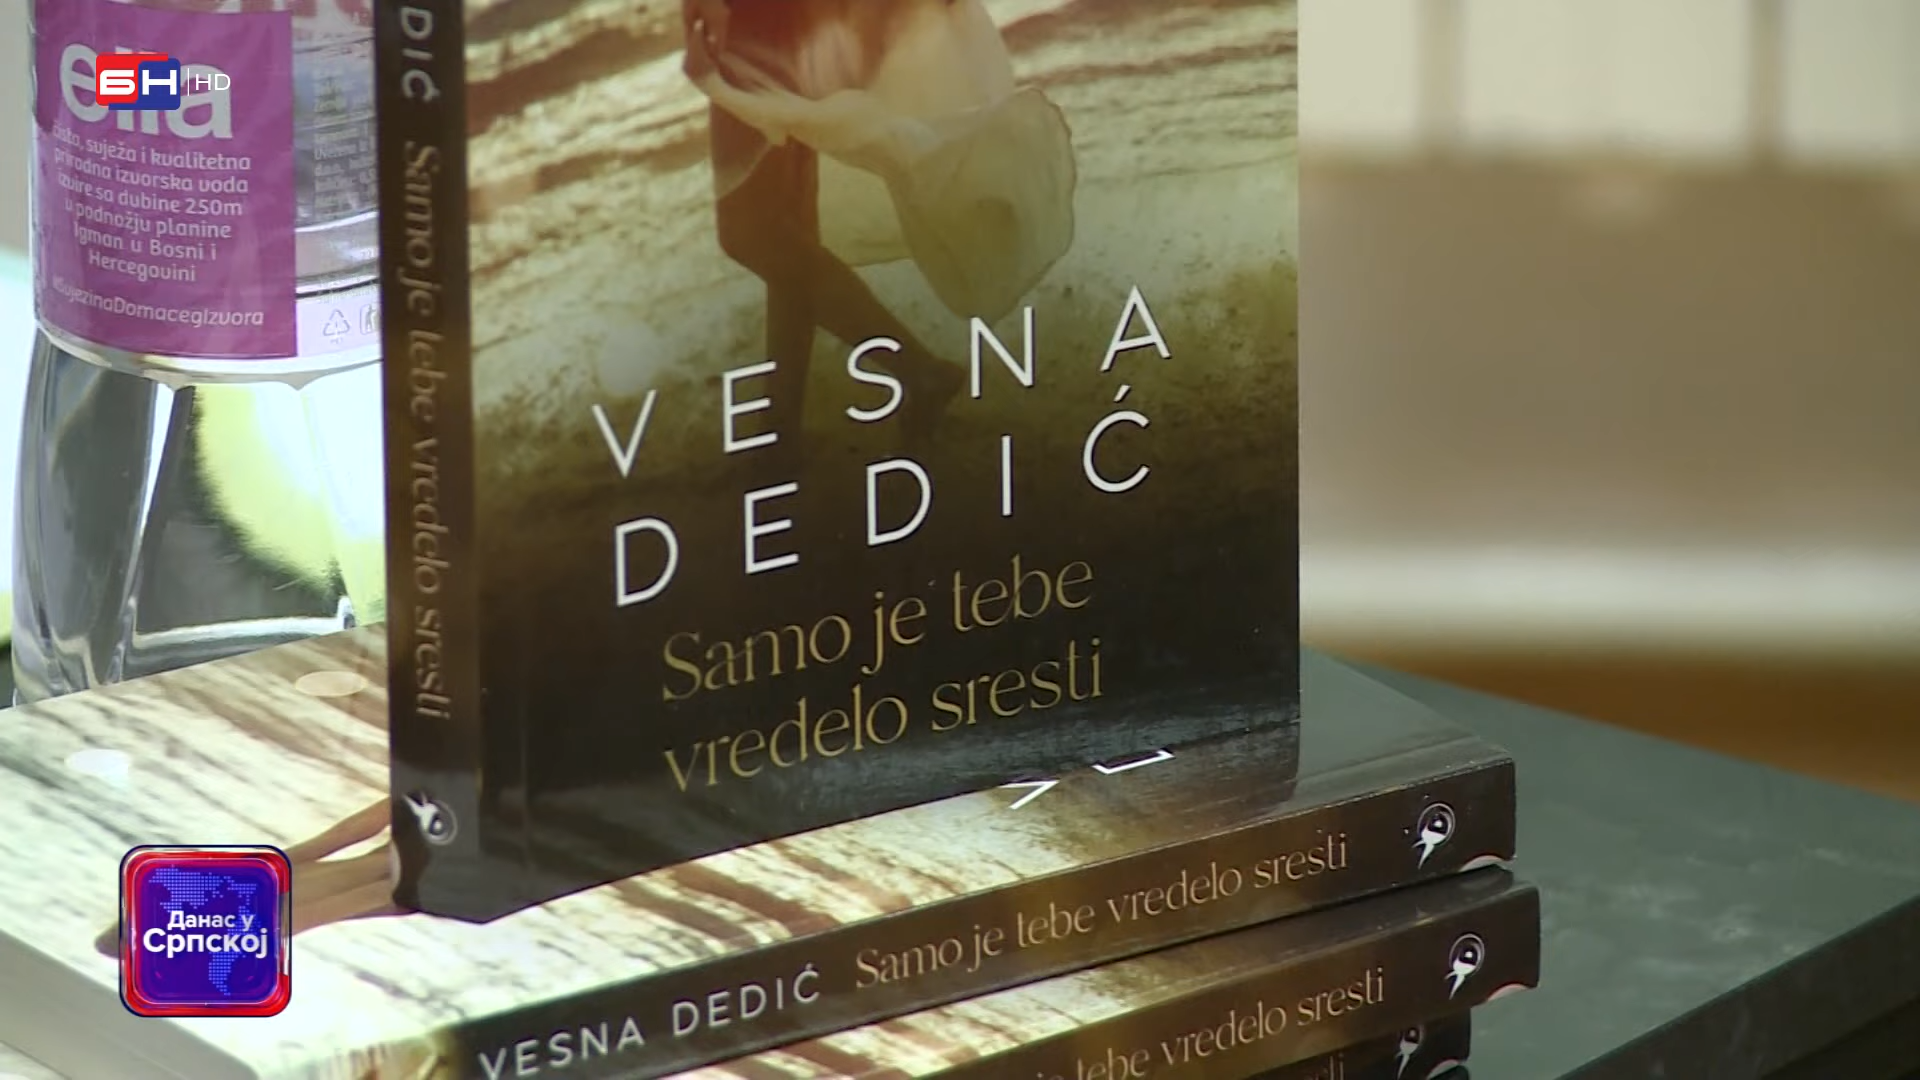 ella
БН HD
čista, svježa i kvalitetna
prirodna izvorska voda
izvire sa dubine 250m
u podnožju planine
Igman u Bosni i
Hercegovini
#SvjezinaDomacegIzvora
DIĆ Samo je tebe vredelo sresti
VESNA
DEDIĆ
Samo je tebe
vredelo sresti
VESNA DEDIĆ Samo je tebe vredelo sresti
je tebe vredelo sresti
Данас у
Српској